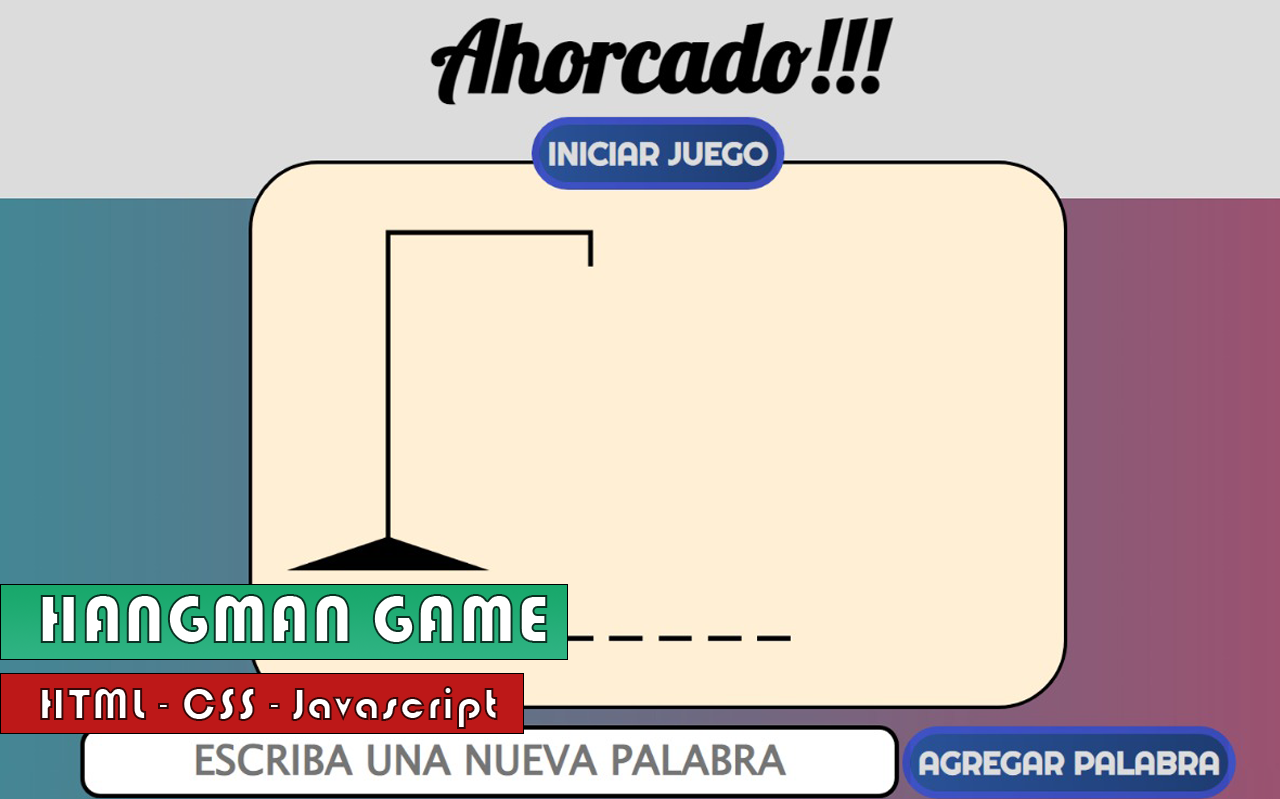 Ahorcado!!!
INICIAR JUEGO
HANGMAN GAME
HTML - CSS - Javascript
ESCRIBA UNA NUEVA PALABRA
AGREGAR PALABRA